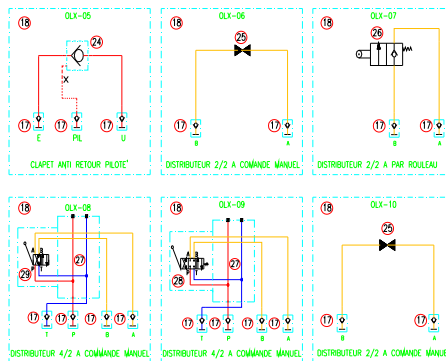 18 OLX-05
24
X
17 17 17
E PIL U
CLAPET ANTI RETOUR PILOTE'
18 OLX-06
25
17 17
B A
DISTRIBUTEUR 2/2 A COMANDE MANUEL
18 OLX-07
26
17 17
B A
DISTRIBUTEUR 2/2 A PAR ROULEAU
18 OLX-08
A B
27
29
17 17 17 17
T P B A
DISTRIBUTEUR 4/2 A COMMANDE MANUEL
18 OLX-09
A B
27
28
17 17 17 17
T P B A
DISTRIBUTEUR 4/2 A COMMANDE MANUEL
18 OLX-10
25
17 17
B A
DISTRIBUTEUR 2/2 A COMANDE MANUEL